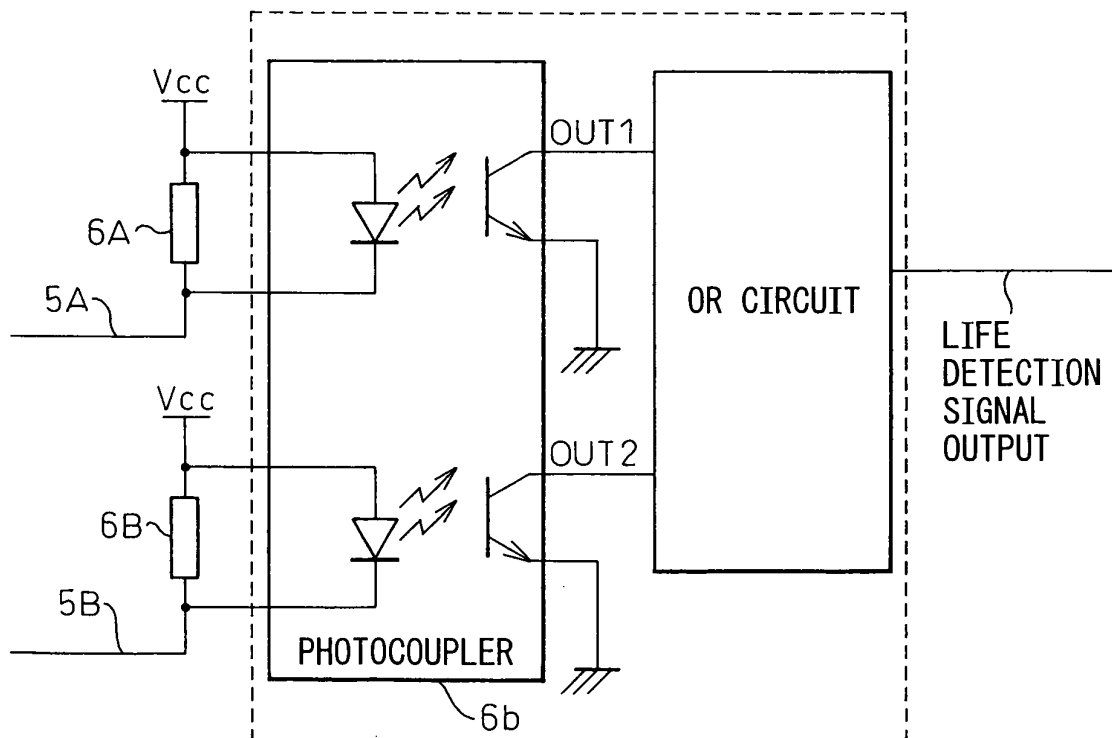 Vcc
6A
5A
OUT1
OR CIRCUIT
LIFE
DETECTION
SIGNAL
OUTPUT
Vcc
6B
5B
OUT2
PHOTOCOUPLER
6b